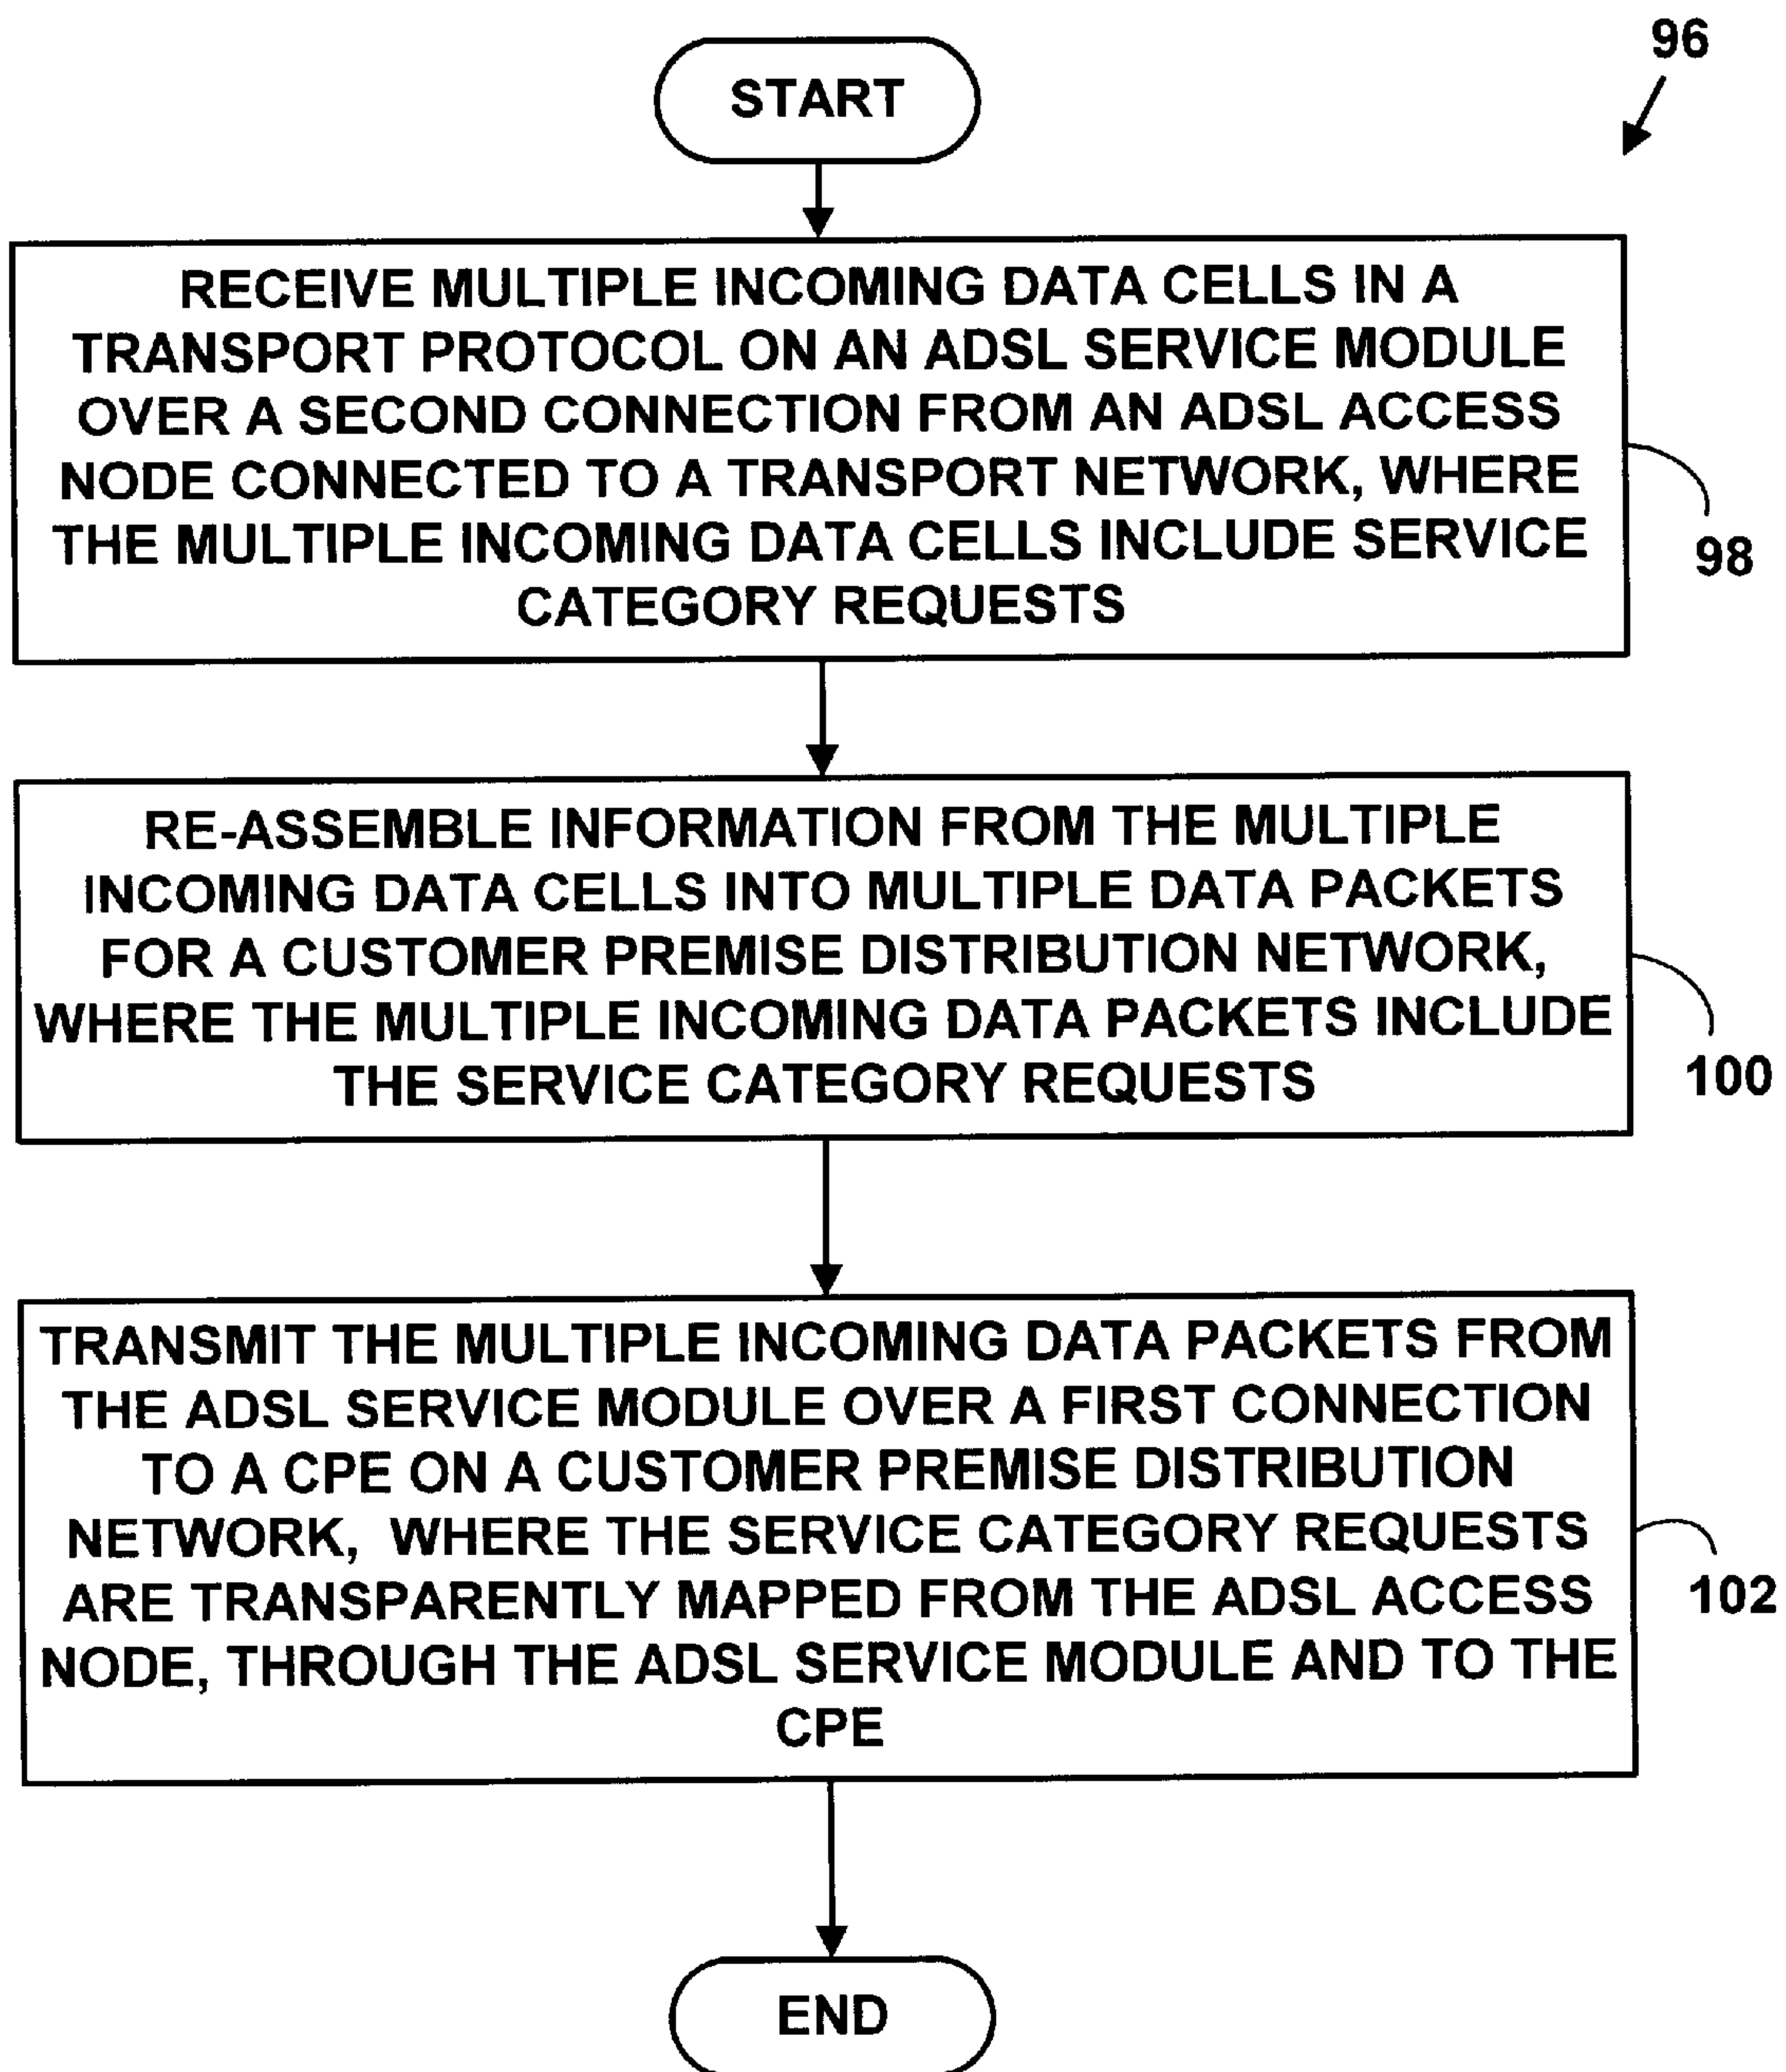 96
START
RECEIVE MULTIPLE INCOMING DATA CELLS IN A
TRANSPORT PROTOCOL ON AN ADSL SERVICE MODULE
OVER A SECOND CONNECTION FROM AN ADSL ACCESS
NODE CONNECTED TO A TRANSPORT NETWORK, WHERE
THE MULTIPLE INCOMING DATA CELLS INCLUDE SERVICE
CATEGORY REQUESTS
98
RE-ASSEMBLE INFORMATION FROM THE MULTIPLE
INCOMING DATA CELLS INTO MULTIPLE DATA PACKETS
FOR A CUSTOMER PREMISE DISTRIBUTION NETWORK,
WHERE THE MULTIPLE INCOMING DATA PACKETS INCLUDE
THE SERVICE CATEGORY REQUESTS
100
TRANSMIT THE MULTIPLE INCOMING DATA PACKETS FROM
THE ADSL SERVICE MODULE OVER A FIRST CONNECTION
TO A CPE ON A CUSTOMER PREMISE DISTRIBUTION
NETWORK, WHERE THE SERVICE CATEGORY REQUESTS
ARE TRANSPARENTLY MAPPED FROM THE ADSL ACCESS
NODE, THROUGH THE ADSL SERVICE MODULE AND TO THE
CPE
102
END